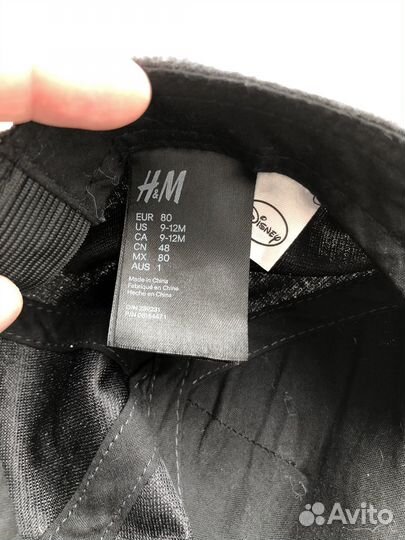 H&M
EUR 80
US 9-12M
CA 9-12M
CN 48
MX 80
AUS 1
Made in China
Fabriqué en Chine
Hecho en China
DISNEY
Avito